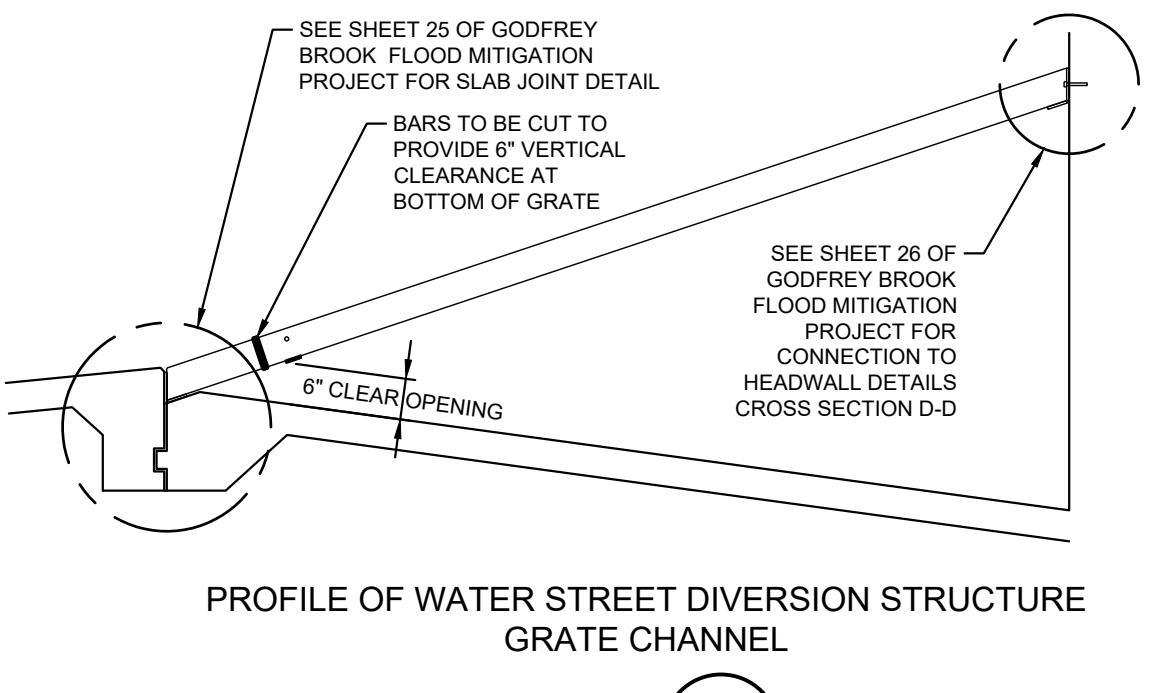 SEE SHEET 25 OF GODFREY
BROOK FLOOD MITIGATION
PROJECT FOR SLAB JOINT DETAIL
BARS TO BE CUT TO
PROVIDE 6" VERTICAL
CLEARANCE AT
BOTTOM OF GRATE
SEE SHEET 26 OF
GODFREY BROOK
FLOOD MITIGATION
PROJECT FOR
CONNECTION TO
HEADWALL DETAILS
CROSS SECTION D-D
6" CLEAR OPENING
PROFILE OF WATER STREET DIVERSION STRUCTURE
GRATE CHANNEL